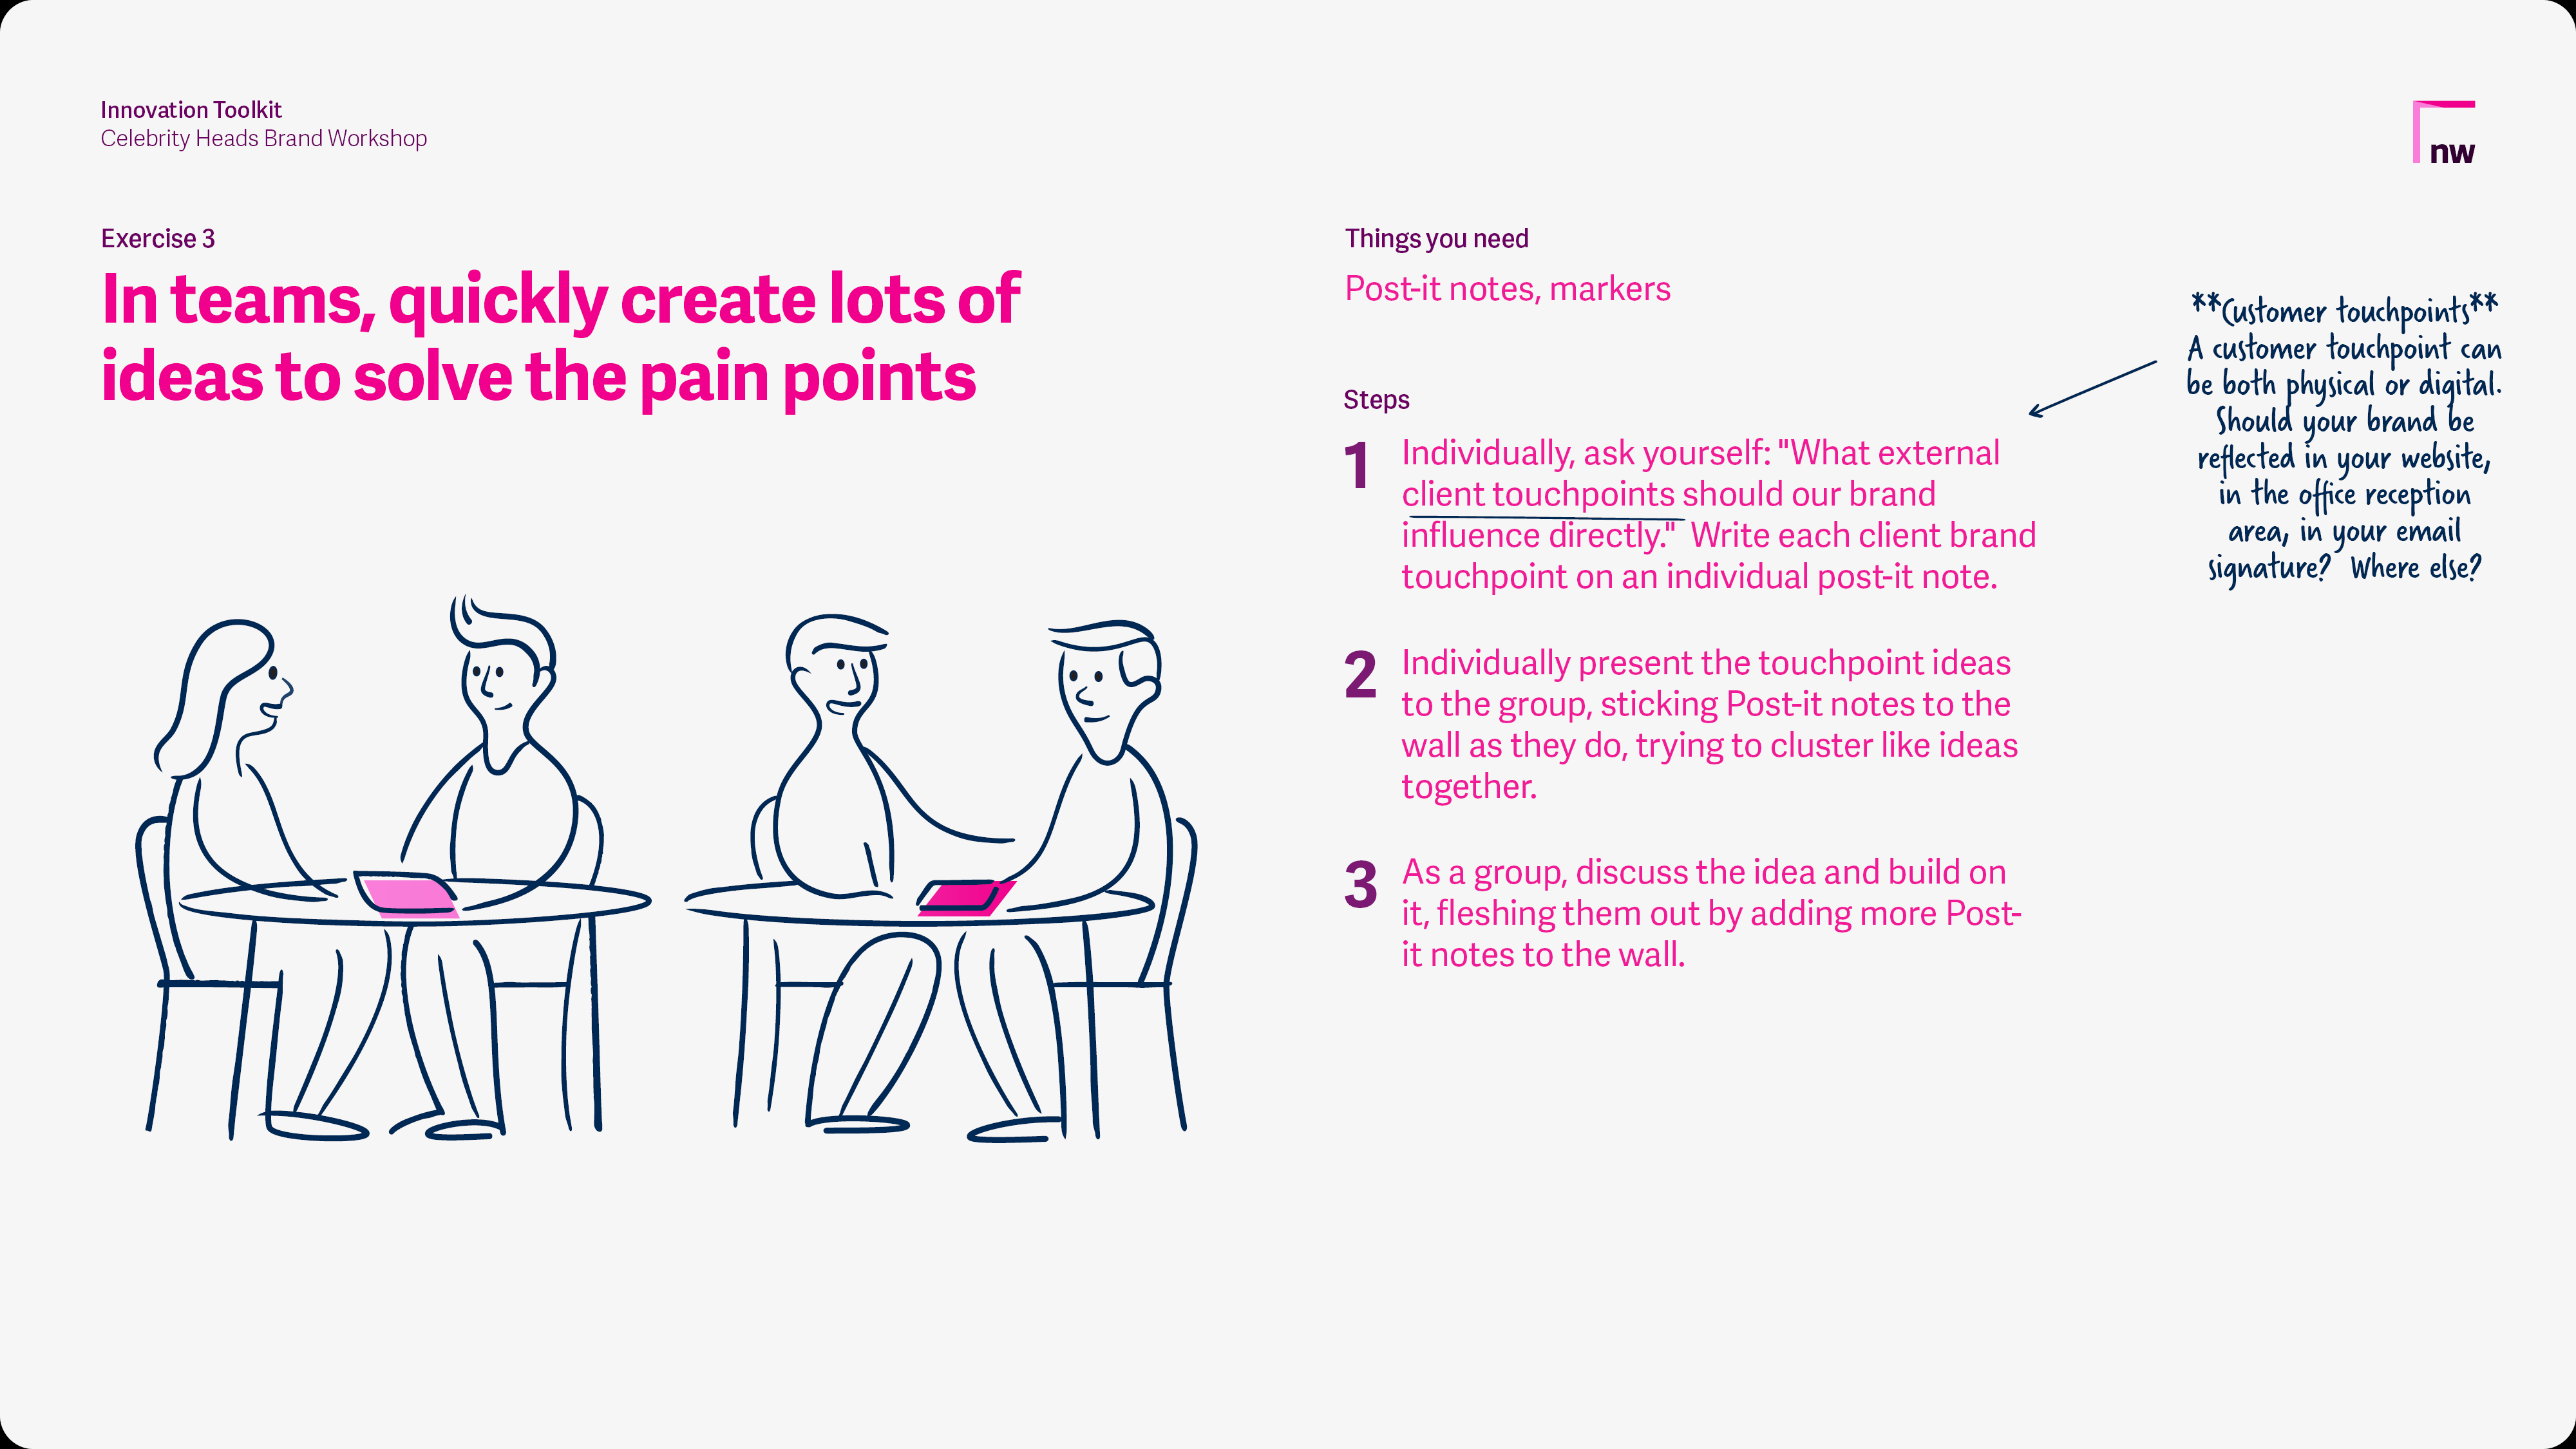 Innovation Toolkit
Celebrity Heads Brand Workshop
nw
Exercise 3
In teams, quickly create lots of
ideas to solve the pain points
Things you need
Post-it notes, markers
Steps
1
Individually, ask yourself: "What external
client touchpoints should our brand
influence directly."  Write each client brand
touchpoint on an individual post-it note.
2
Individually present the touchpoint ideas
to the group, sticking Post-it notes to the
wall as they do, trying to cluster like ideas
together.
3
As a group, discuss the idea and build on
it, fleshing them out by adding more Post-
it notes to the wall.
**Customer touchpoints**
A customer touchpoint can
be both physical or digital.
Should your brand be
reflected in your website,
in the office reception
area, in your email
signature?  Where else?